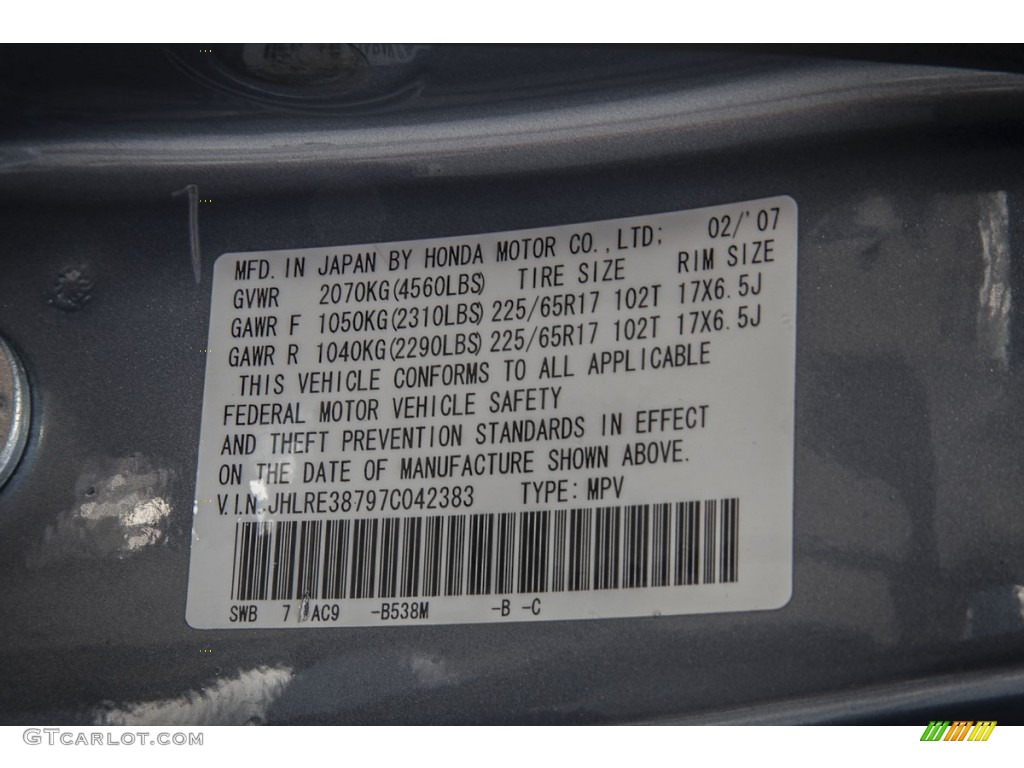 MFD. IN JAPAN BY HONDA MOTOR CO.,LTD; 02/'07
GVWR 2070KG(4560LBS) TIRE SIZE RIM SIZE
GAWR F 1050KG(2310LBS) 225/65R17 102T 17X6.5J
GAWR R 1040KG(2290LBS) 225/65R17 102T 17X6.5J
THIS VEHICLE CONFORMS TO ALL APPLICABLE
FEDERAL MOTOR VEHICLE SAFETY
AND THEFT PREVENTION STANDARDS IN EFFECT
ON THE DATE OF MANUFACTURE SHOWN ABOVE.
V.I.N. JHLRE38797C042383 TYPE: MPV
SWB 7 AC9 -B538M -B -C
GTcarlot.com